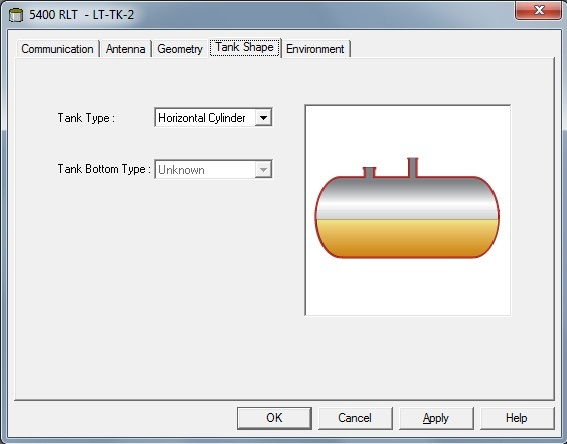 5400 RLT - LT-TK-2
Communication Antenna Geometry Tank Shape Environment
Tank Type : Horizontal Cylinder
Tank Bottom Type : Unknown
OK Cancel Apply Help